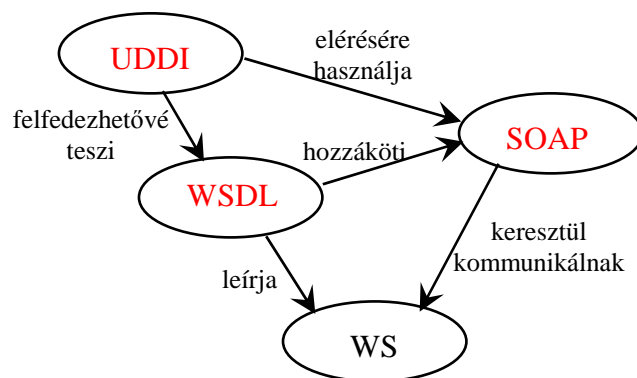 UDDI
elérésére
használja
felfedezhetővé
teszi
hozzáköti
SOAP
WSDL
keresztül
kommunikálnak
leírja
WS